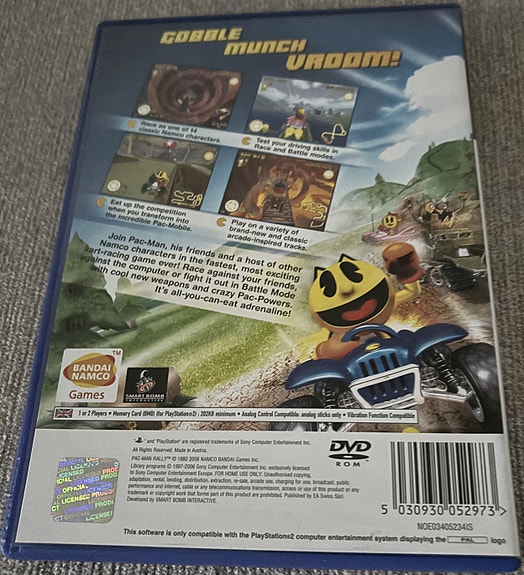 GOBBLE
MUNCH
VROOM!
Race as one of 14
classic Namco characters.
Test your driving skills in
Race and Battle modes.
Eat up the competition
when you transform into
the incredible Pac-Mobile.
Play on a variety of
brand-new and classic
arcade-inspired tracks.
Join Pac-Man, his friends and a host of other
Namco characters in the fastest, most exciting
kart-racing game ever! Race against your friends,
against the computer or fight it out in Battle Mode
with cool new weapons and crazy Pac-Powers.
It's all-you-can-eat adrenaline!
BANDAI
NAMCO
Games
TM
SMART BOMB
INTERACTIVE
1 or 2 Players • Memory Card (8MB) (for PlayStation®2) : 202KB minimum • Analog Control Compatible: analog sticks only • Vibration Function Compatible
and "PlayStation" are registered trademarks of Sony Computer Entertainment Inc.
All Rights Reserved. Made in Austria.
PAC-MAN RALLY™ © 1980 2006 NAMCO BANDAI Games Inc.
Library programs © 1997-2006 Sony Computer Entertainment Inc. exclusively licensed
to Sony Computer Entertainment Europe. FOR HOME USE ONLY. Unauthorised copying,
adaptation, rental, lending, distribution, extraction, re-sale, arcade use, charging for use, broadcast, public
performance and internet, cable or any telecommunications transmission, access or use of this product or any
trademark or copyright work that forms part of this product are prohibited. Published by EA Swiss Sàrl.
Developed by SMART BOMB INTERACTIVE.
DVD
ROM
5 030930 052973 >
NOE03405234IS
OFFICIAL
LICENSED PRODU
This software is only compatible with the PlayStation2 computer entertainment system displaying the PAL logo